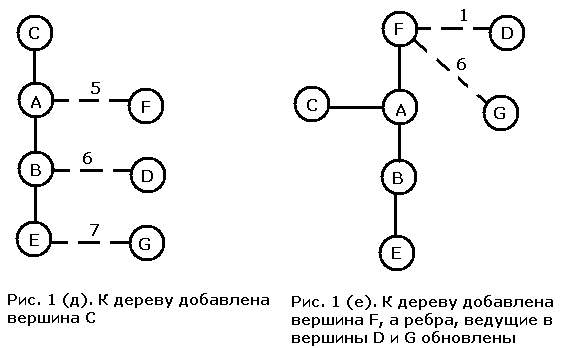 C
A
5
F
B
6
D
E
7
G
Рис. 1 (д). К дереву добавлена
вершина C
F
1
D
6
G
C
A
B
E
Рис. 1 (е). К дереву добавлена
вершина F, а ребра, ведущие в
вершины D и G обновлены